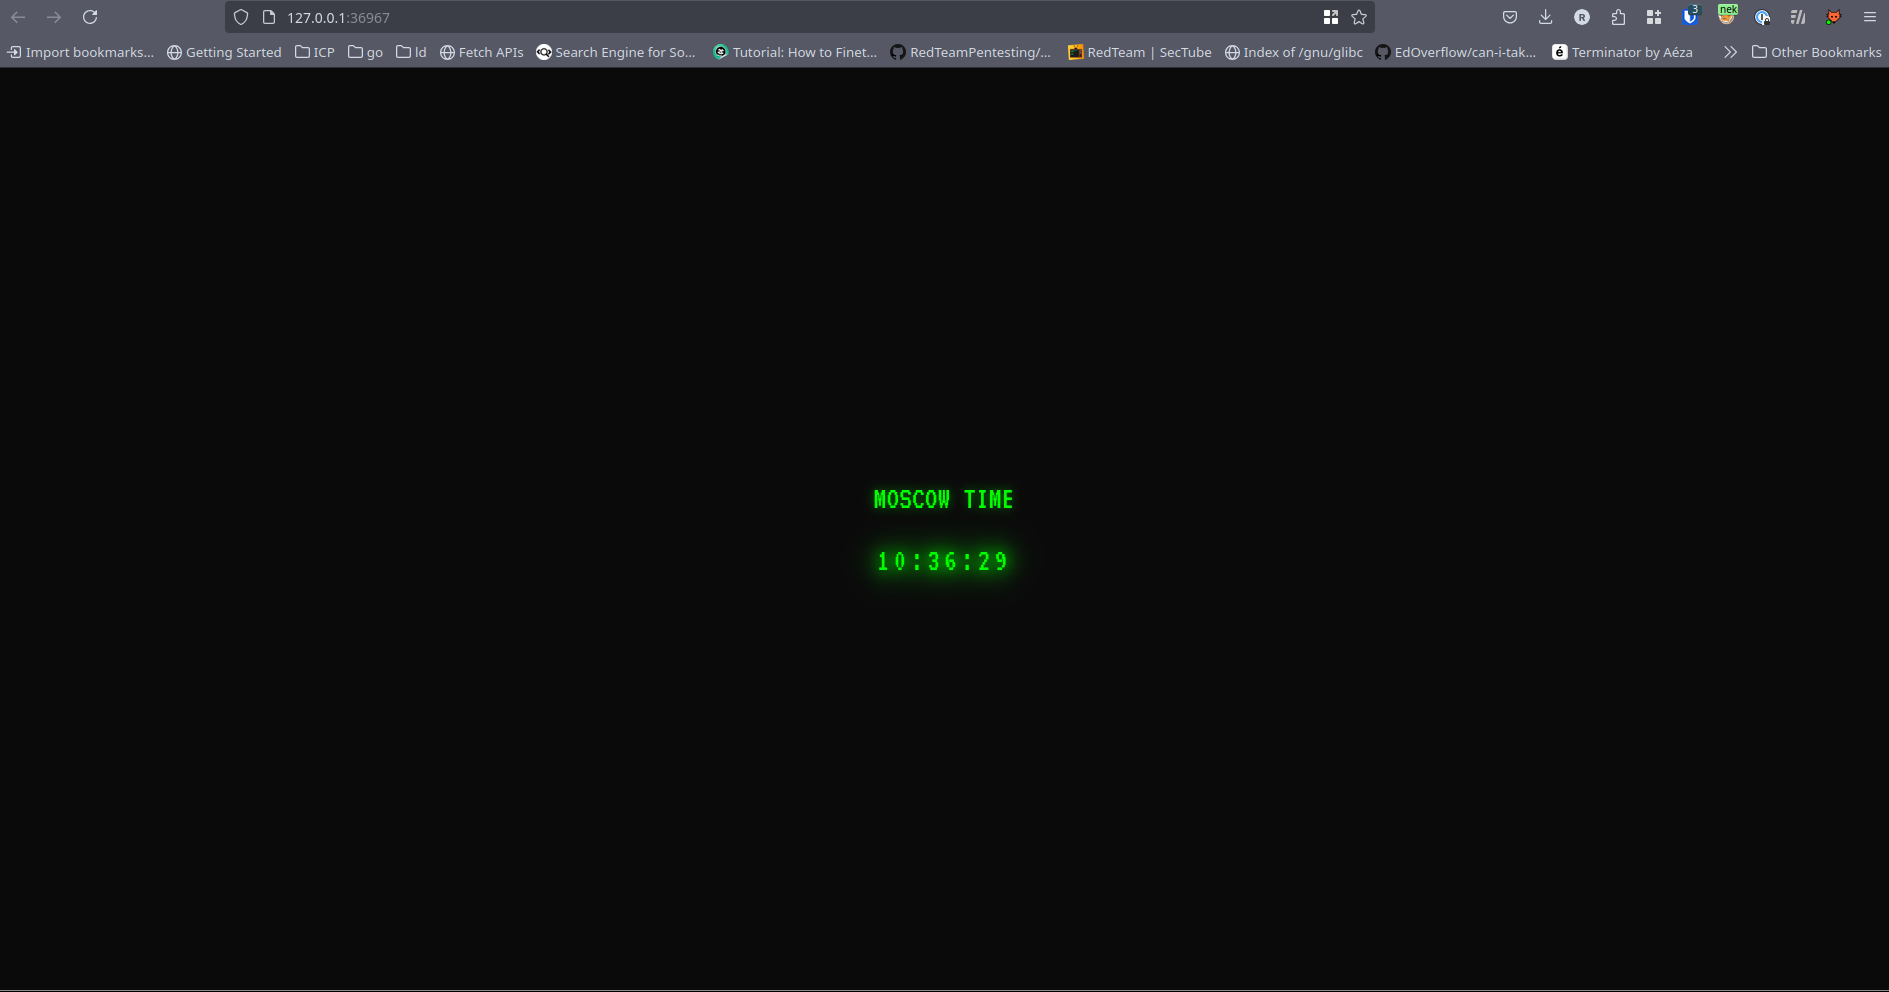 127.0.0.1:36967
3
nek
Import bookmarks... Getting Started ICP go ld Fetch APIs Search Engine for So... Tutorial: How to Finet... RedTeamPentesting/... RedTeam | SecTube Index of /gnu/glibc EdOverflow/can-i-tak... é Terminator by Aéza Other Bookmarks
MOSCOW TIME
10:36:29